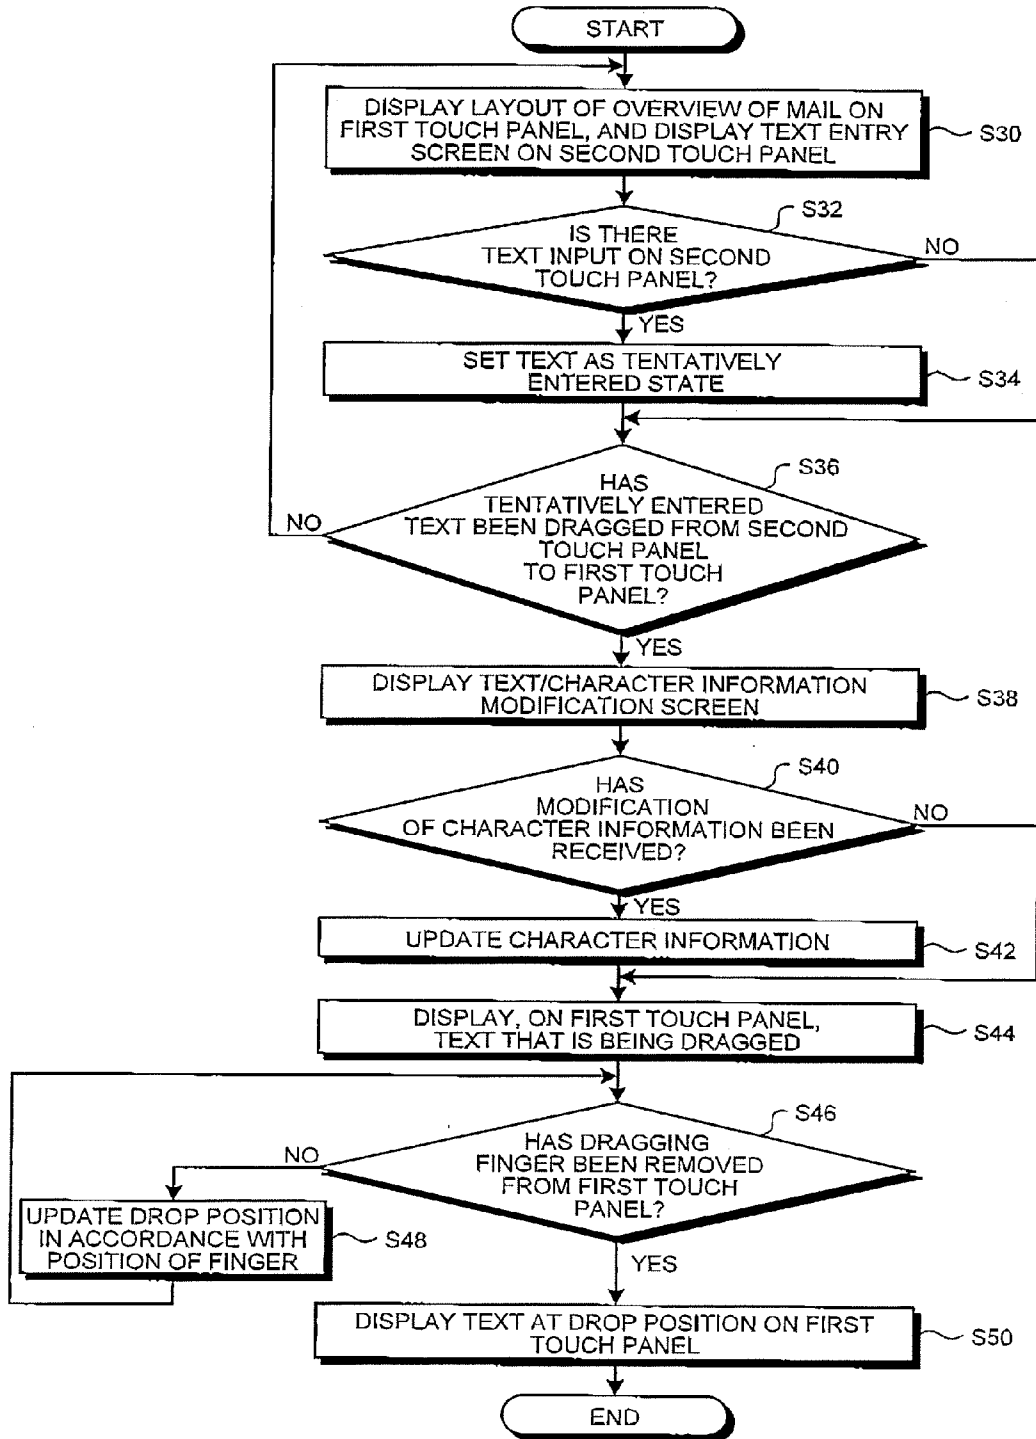 START
DISPLAY LAYOUT OF OVERVIEW OF MAIL ON
FIRST TOUCH PANEL, AND DISPLAY TEXT ENTRY
SCREEN ON SECOND TOUCH PANEL
S30
S32
IS THERE
TEXT INPUT ON SECOND
TOUCH PANEL?
NO
YES
SET TEXT AS TENTATIVELY
ENTERED STATE
S34
S36
HAS
TENTATIVELY ENTERED
TEXT BEEN DRAGGED FROM SECOND
TOUCH PANEL
TO FIRST TOUCH
PANEL?
NO
YES
DISPLAY TEXT/CHARACTER INFORMATION
MODIFICATION SCREEN
S38
S40
HAS
MODIFICATION
OF CHARACTER INFORMATION BEEN
RECEIVED?
NO
YES
UPDATE CHARACTER INFORMATION
S42
DISPLAY, ON FIRST TOUCH PANEL,
TEXT THAT IS BEING DRAGGED
S44
S46
HAS DRAGGING
FINGER BEEN REMOVED
FROM FIRST TOUCH
PANEL?
NO
UPDATE DROP POSITION
IN ACCORDANCE WITH
POSITION OF FINGER
S48
YES
DISPLAY TEXT AT DROP POSITION ON FIRST
TOUCH PANEL
S50
END